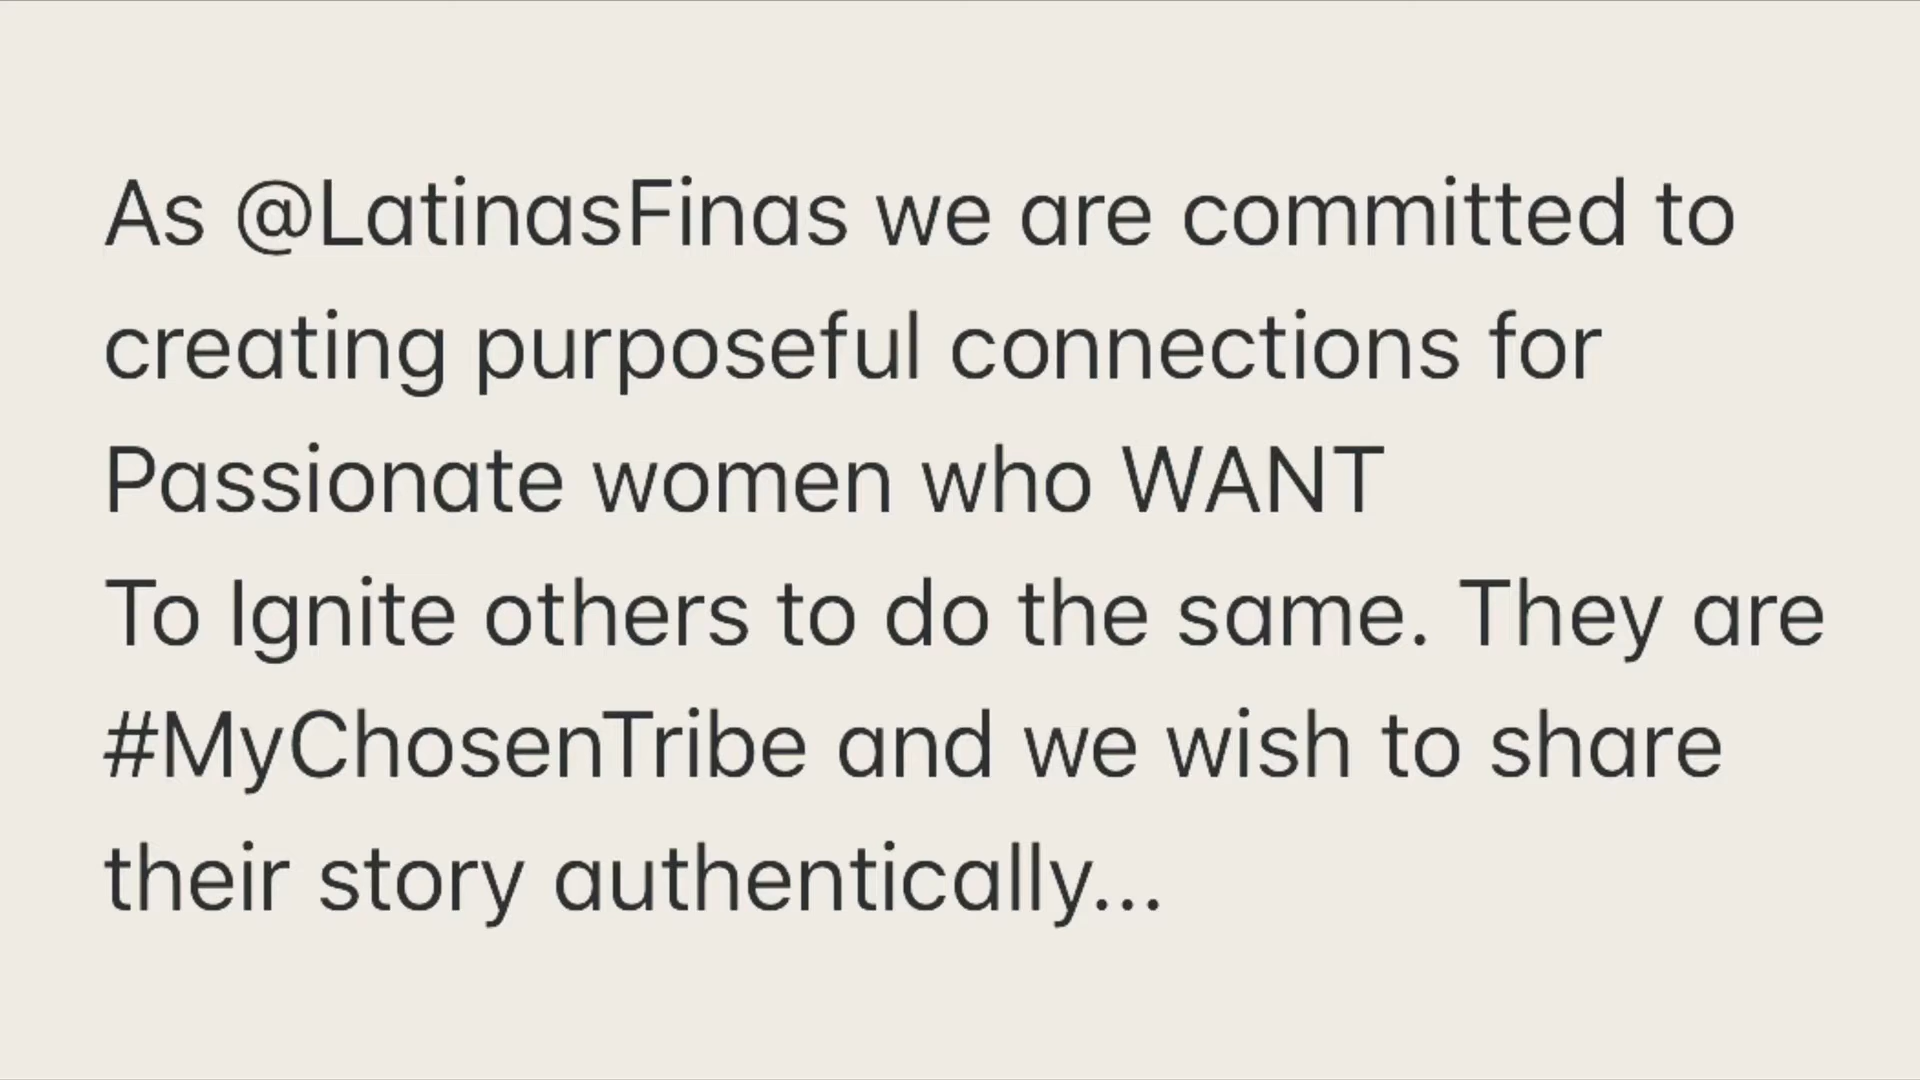 As @LatinasFinas we are committed to
creating purposeful connections for
Passionate women who WANT
To Ignite others to do the same. They are
#MyChosenTribe and we wish to share
their story authentically...